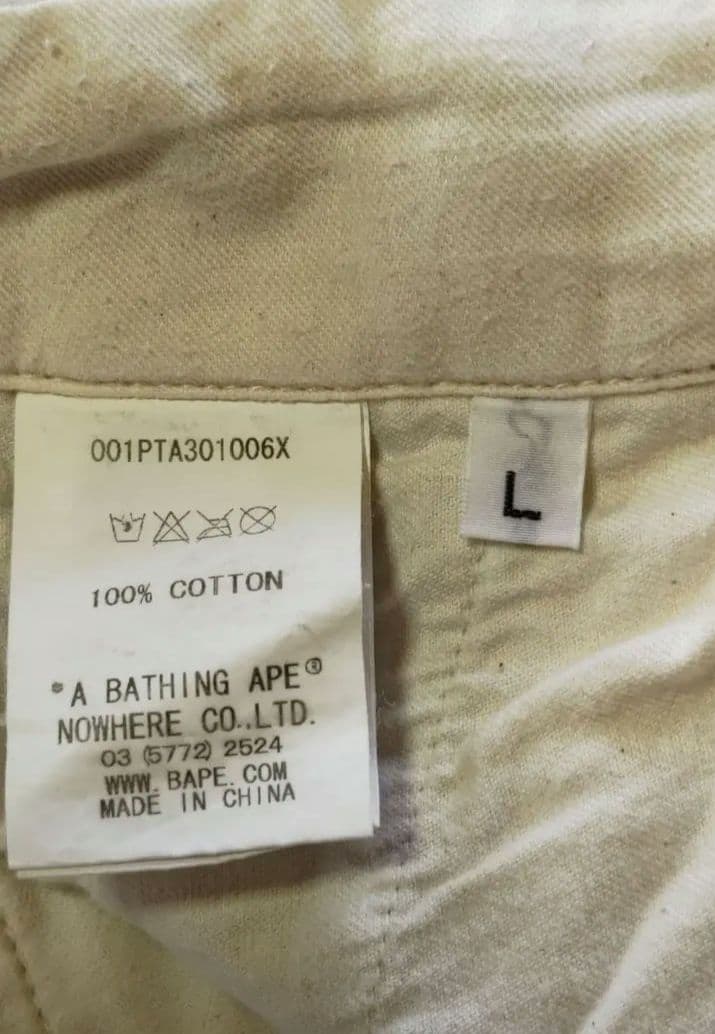 001PTA301006X
100% COTTON
*A BATHING APE®
NOWHERE CO.,LTD.
03 (5772) 2524
WWW. BAPE. COM
MADE IN CHINA
L